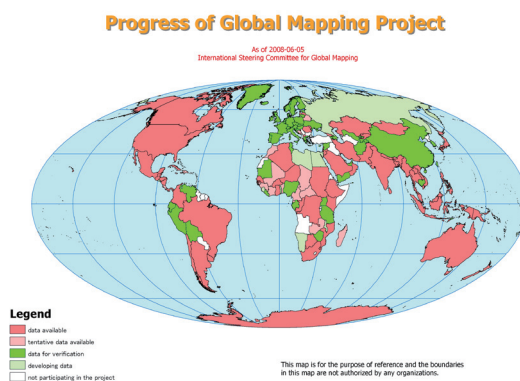 Progress of Global Mapping Project
As of 2008-06-05
International Steering Committee for Global Mapping
Legend
data available
tentative data available
data for verification
developing data
not participating in the project
This map is for the purpose of reference and the boundaries
in this map are not authorized by any organizations.